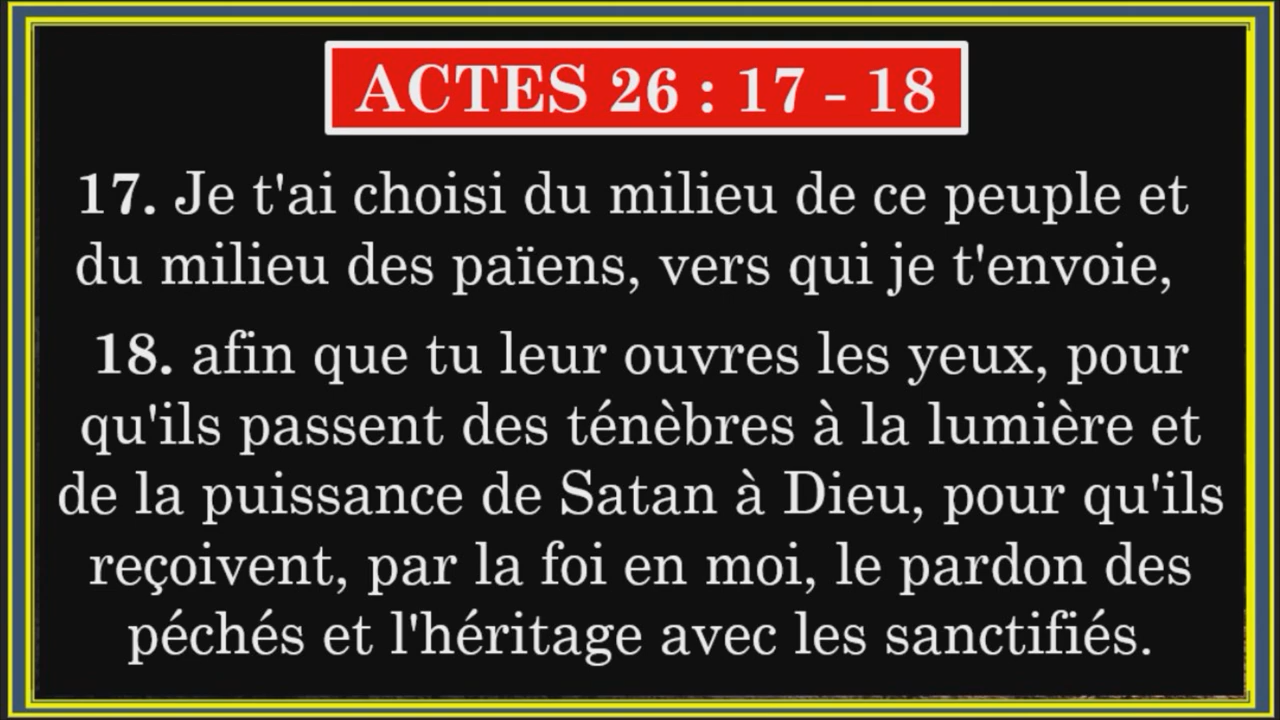 ACTES 26 : 17 - 18
17. Je t'ai choisi du milieu de ce peuple et
du milieu des païens, vers qui je t'envoie,
18. afin que tu leur ouvres les yeux, pour
qu'ils passent des ténèbres à la lumière et
de la puissance de Satan à Dieu, pour qu'ils
reçoivent, par la foi en moi, le pardon des
péchés et l'héritage avec les sanctifiés.